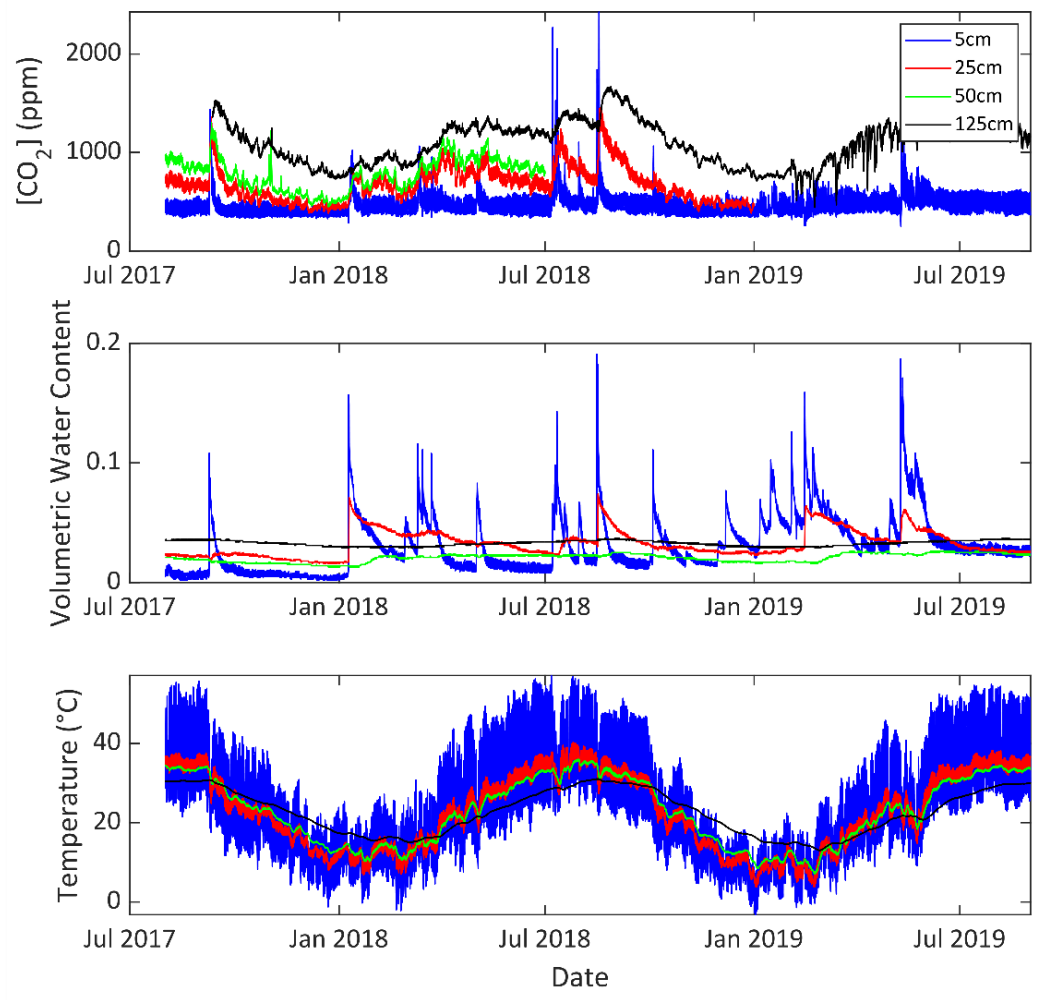 [CO2] (ppm)
2000
1000
0
5cm
25cm
50cm
125cm
Jul 2017 Jan 2018 Jul 2018 Jan 2019 Jul 2019
Volumetric Water Content
0.2
0.1
0
Jul 2017 Jan 2018 Jul 2018 Jan 2019 Jul 2019
Temperature (°C)
40
20
0
Jul 2017 Jan 2018 Jul 2018 Jan 2019 Jul 2019
Date